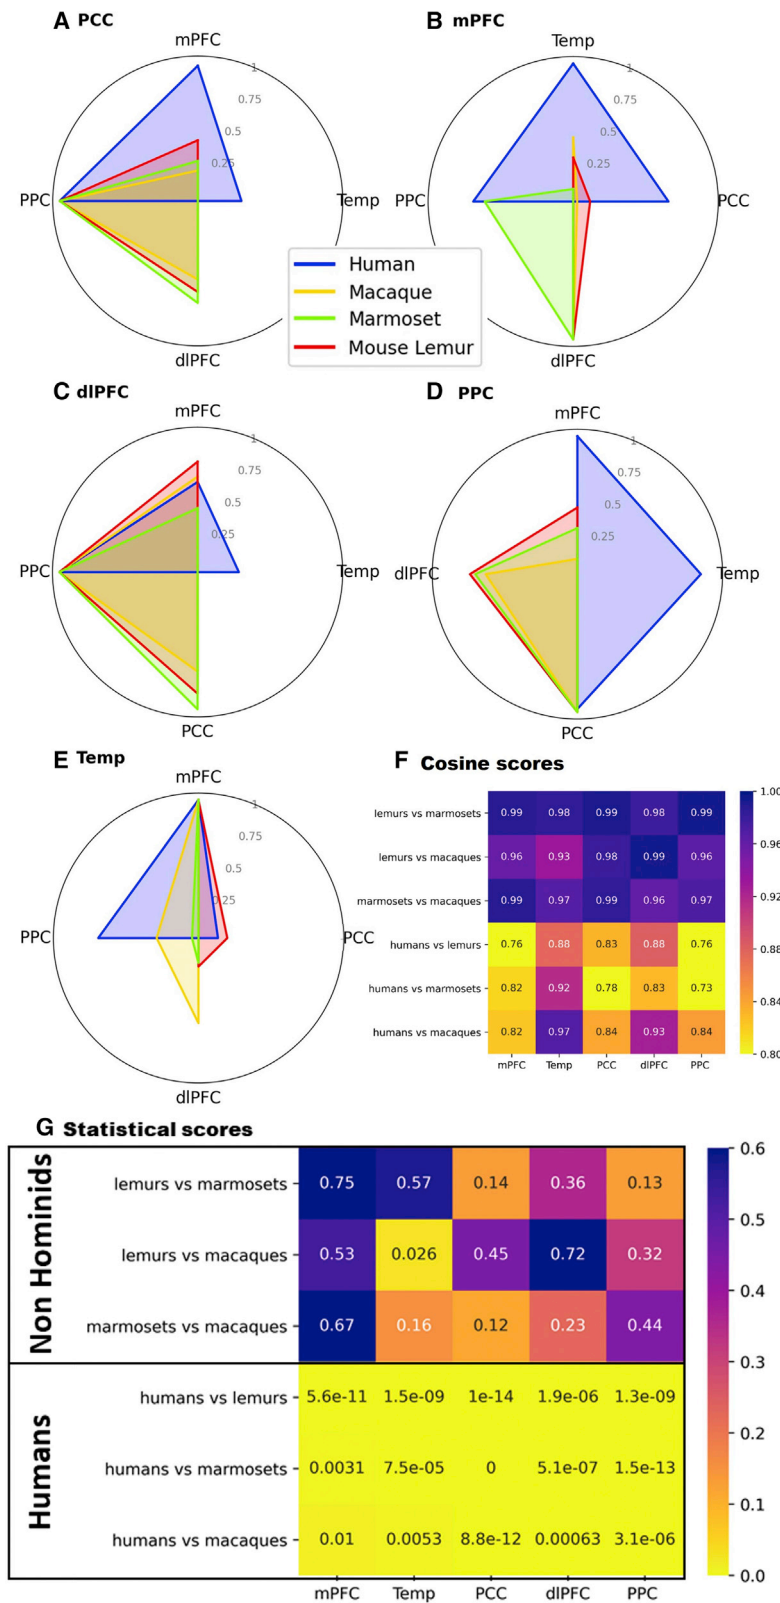 A PCC
mPFC
1
0.75
0.5
0.25
PPC
Temp
dlPFC
B mPFC
Temp
1
0.75
0.5
0.25
PPC
PCC
dlPFC
Human
Macaque
Marmoset
Mouse Lemur
C dlPFC
mPFC
1
0.75
0.5
0.25
PPC
Temp
PCC
D PPC
mPFC
1
0.75
0.5
0.25
dlPFC
Temp
PCC
E Temp
mPFC
1
0.75
0.5
0.25
PPC
PCC
dlPFC
F Cosine scores
lemurs vs marmosets 0.99 0.98 0.99 0.98 0.99
lemurs vs macaques 0.96 0.93 0.98 0.99 0.96
marmosets vs macaques 0.99 0.97 0.99 0.96 0.97
humans vs lemurs 0.76 0.88 0.83 0.88 0.76
humans vs marmosets 0.82 0.92 0.78 0.83 0.73
humans vs macaques 0.82 0.97 0.84 0.93 0.84
mPFC Temp PCC dlPFC PPC
1.00
0.96
0.92
0.88
0.84
0.80
G Statistical scores
Non Hominids
lemurs vs marmosets 0.75 0.57 0.14 0.36 0.13
lemurs vs macaques 0.53 0.026 0.45 0.72 0.32
marmosets vs macaques 0.67 0.16 0.12 0.23 0.44
Humans
humans vs lemurs 5.6e-11 1.5e-09 1e-14 1.9e-06 1.3e-09
humans vs marmosets 0.0031 7.5e-05 0 5.1e-07 1.5e-13
humans vs macaques 0.01 0.0053 8.8e-12 0.00063 3.1e-06
mPFC Temp PCC dlPFC PPC
0.6
0.5
0.4
0.3
0.2
0.1
0.0